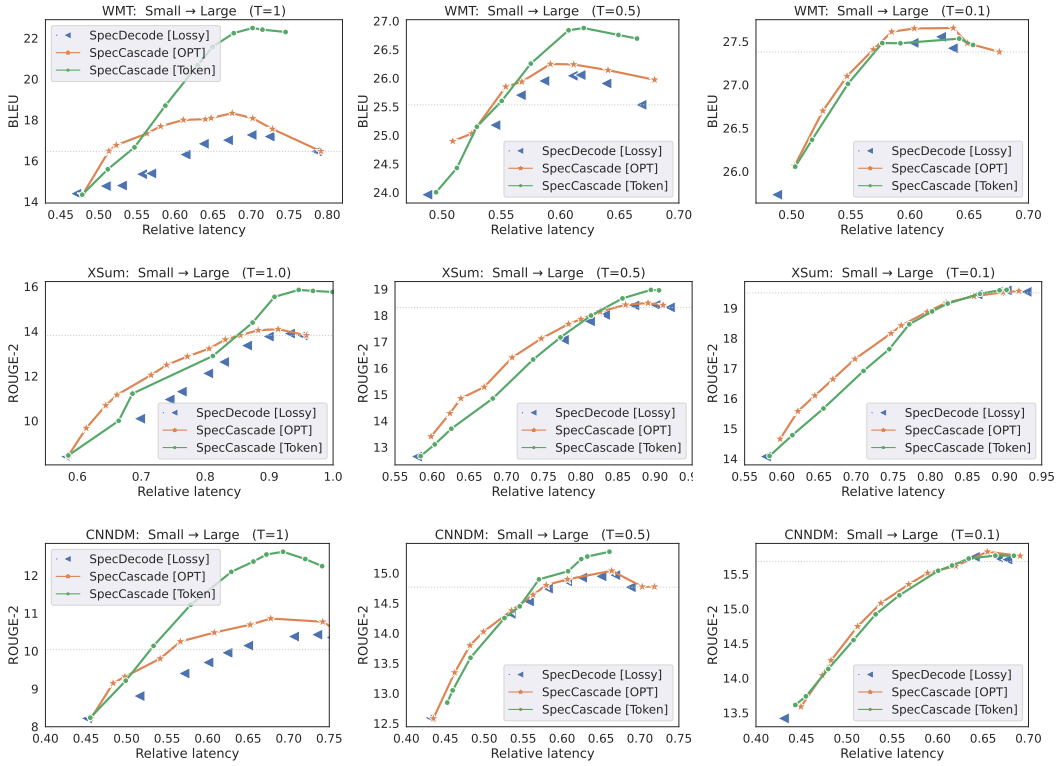 WMT: Small → Large (T=1)
22
20
18
16
14
BLEU
SpecDecode [Lossy]
SpecCascade [OPT]
SpecCascade [Token]
0.45 0.50 0.55 0.60 0.65 0.70 0.75 0.80
Relative latency
WMT: Small → Large (T=0.5)
27.0
26.5
26.0
25.5
25.0
24.5
24.0
BLEU
SpecDecode [Lossy]
SpecCascade [OPT]
SpecCascade [Token]
0.45 0.50 0.55 0.60 0.65 0.70
Relative latency
WMT: Small → Large (T=0.1)
27.5
27.0
26.5
26.0
BLEU
SpecDecode [Lossy]
SpecCascade [OPT]
SpecCascade [Token]
0.50 0.55 0.60 0.65 0.70
Relative latency
XSum: Small → Large (T=1.0)
16
14
12
10
ROUGE-2
SpecDecode [Lossy]
SpecCascade [OPT]
SpecCascade [Token]
0.6 0.7 0.8 0.9 1.0
Relative latency
XSum: Small → Large (T=0.5)
19
18
17
16
15
14
13
ROUGE-2
SpecDecode [Lossy]
SpecCascade [OPT]
SpecCascade [Token]
0.55 0.60 0.65 0.70 0.75 0.80 0.85 0.90
Relative latency
XSum: Small → Large (T=0.1)
19
18
17
16
15
14
ROUGE-2
SpecDecode [Lossy]
SpecCascade [OPT]
SpecCascade [Token]
0.55 0.60 0.65 0.70 0.75 0.80 0.85 0.90 0.95
Relative latency
CNNDM: Small → Large (T=1)
12
11
10
9
8
ROUGE-2
SpecDecode [Lossy]
SpecCascade [OPT]
SpecCascade [Token]
0.40 0.45 0.50 0.55 0.60 0.65 0.70 0.75
Relative latency
CNNDM: Small → Large (T=0.5)
15.0
14.5
14.0
13.5
13.0
12.5
ROUGE-2
SpecDecode [Lossy]
SpecCascade [OPT]
SpecCascade [Token]
0.40 0.45 0.50 0.55 0.60 0.65 0.70 0.75
Relative latency
CNNDM: Small → Large (T=0.1)
15.5
15.0
14.5
14.0
13.5
ROUGE-2
SpecDecode [Lossy]
SpecCascade [OPT]
SpecCascade [Token]
0.40 0.45 0.50 0.55 0.60 0.65 0.70
Relative latency